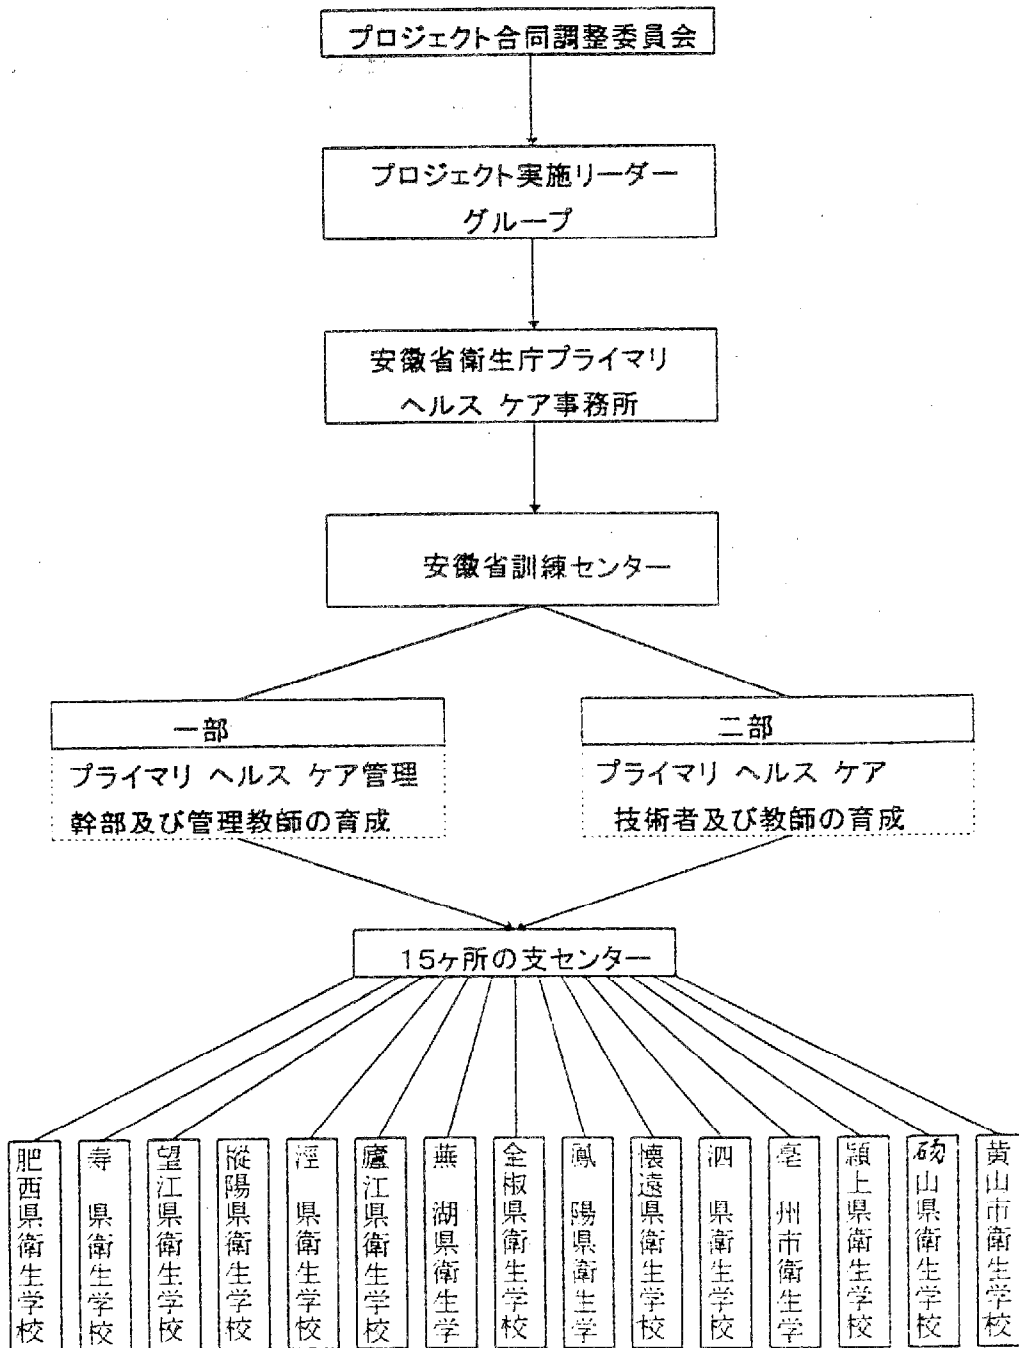 プロジェクト合同調整委員会
プロジェクト実施リーダー
グループ
安徽省衛生庁プライマリ
ヘルス ケア事務所
安徽省訓練センター
一部
プライマリ ヘルス ケア管理
幹部及び管理教師の育成
二部
プライマリ ヘルス ケア
技術者及び教師の育成
15ヶ所の支センター
肥西県衛生学校
寿 県衛生学校
望江県衛生学校
樅陽県衛生学校
涇 県衛生学校
廬江県衛生学校
蕪 湖県衛生学
全椒県衛生学校
鳳 陽県衛生学
懐遠県衛生学校
泗 県衛生学校
亳 州市衛生学
潁上県衛生学校
碭山県衛生学校
黄山市衛生学校